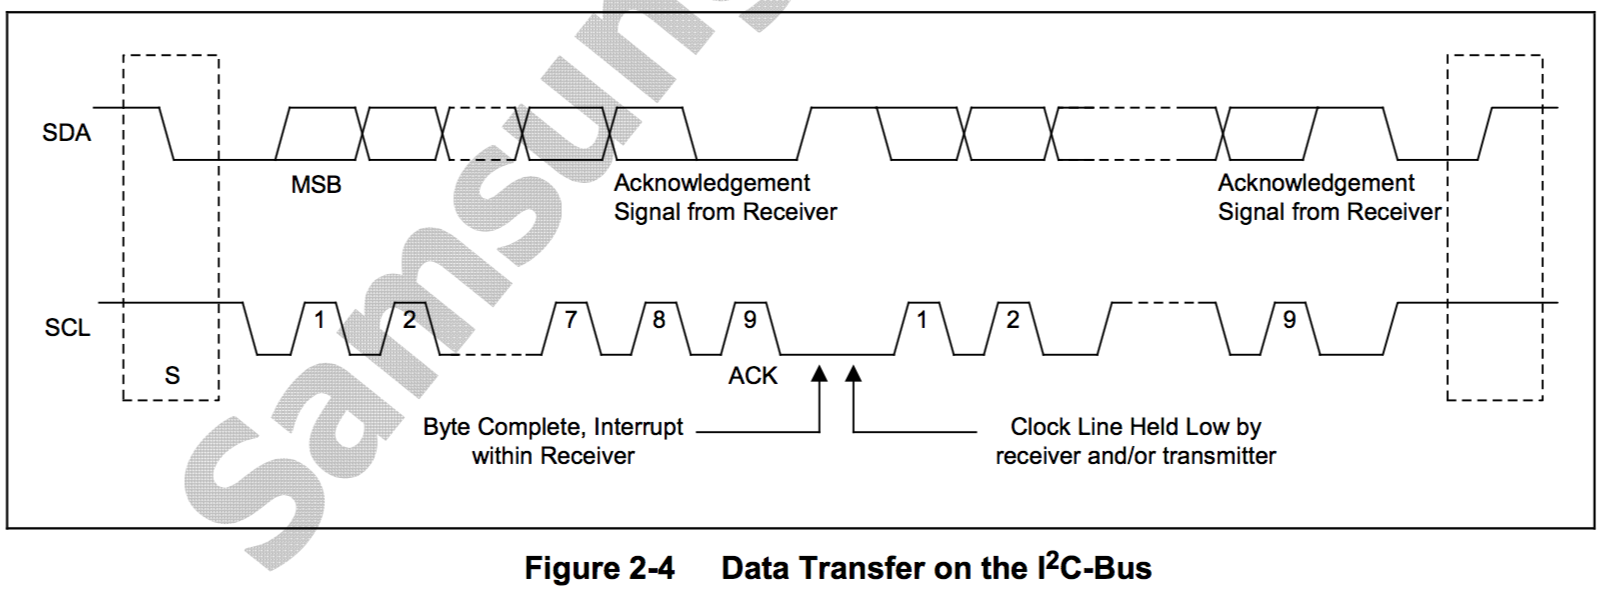 SDA
MSB
Acknowledgement
Signal from Receiver
Acknowledgement
Signal from Receiver
SCL
1
2
7
8
9
1
2
9
S
ACK
Byte Complete, Interrupt
within Receiver
Clock Line Held Low by
receiver and/or transmitter
Samsung
Figure 2-4 Data Transfer on the I²C-Bus